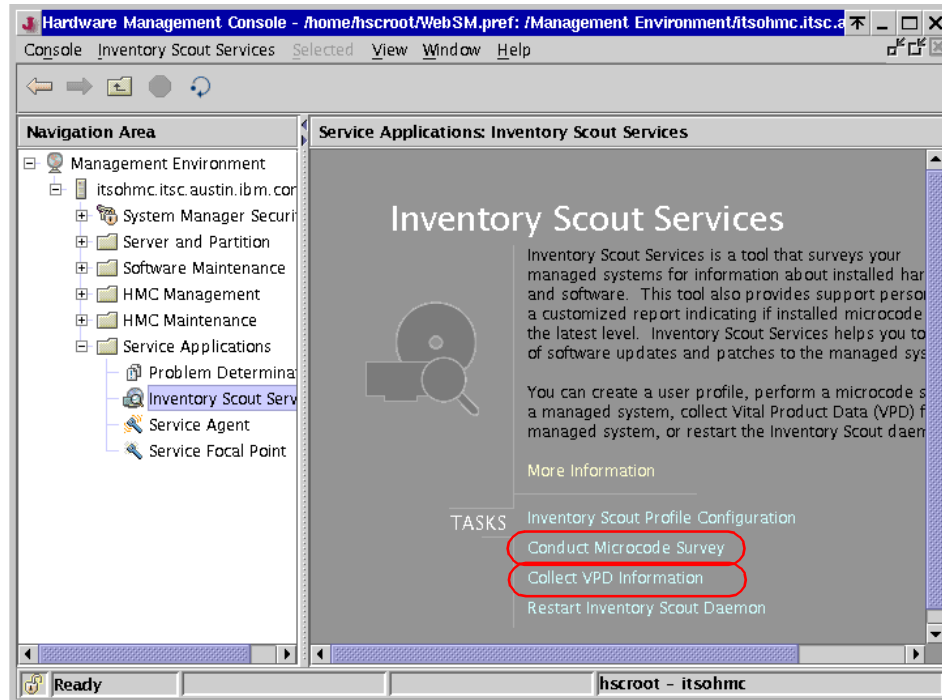 Hardware Management Console - /home/hscroot/WebSM.pref: /Management Environment/itsohmc.itsc.a
Console Inventory Scout Services Selected View Window Help
Navigation Area
Service Applications: Inventory Scout Services
Management Environment
itsohmc.itsc.austin.ibm.com
System Manager Securi
Server and Partition
Software Maintenance
HMC Management
HMC Maintenance
Service Applications
Problem Determina
Inventory Scout Serv
Service Agent
Service Focal Point
Inventory Scout Services
Inventory Scout Services is a tool that surveys your
managed systems for information about installed har
and software. This tool also provides support perso
a customized report indicating if installed microcode
the latest level. Inventory Scout Services helps you to
of software updates and patches to the managed sys
You can create a user profile, perform a microcode s
a managed system, collect Vital Product Data (VPD) f
managed system, or restart the Inventory Scout daem
More Information
TASKS
Inventory Scout Profile Configuration
Conduct Microcode Survey
Collect VPD Information
Restart Inventory Scout Daemon
Ready
hscroot - itsohmc